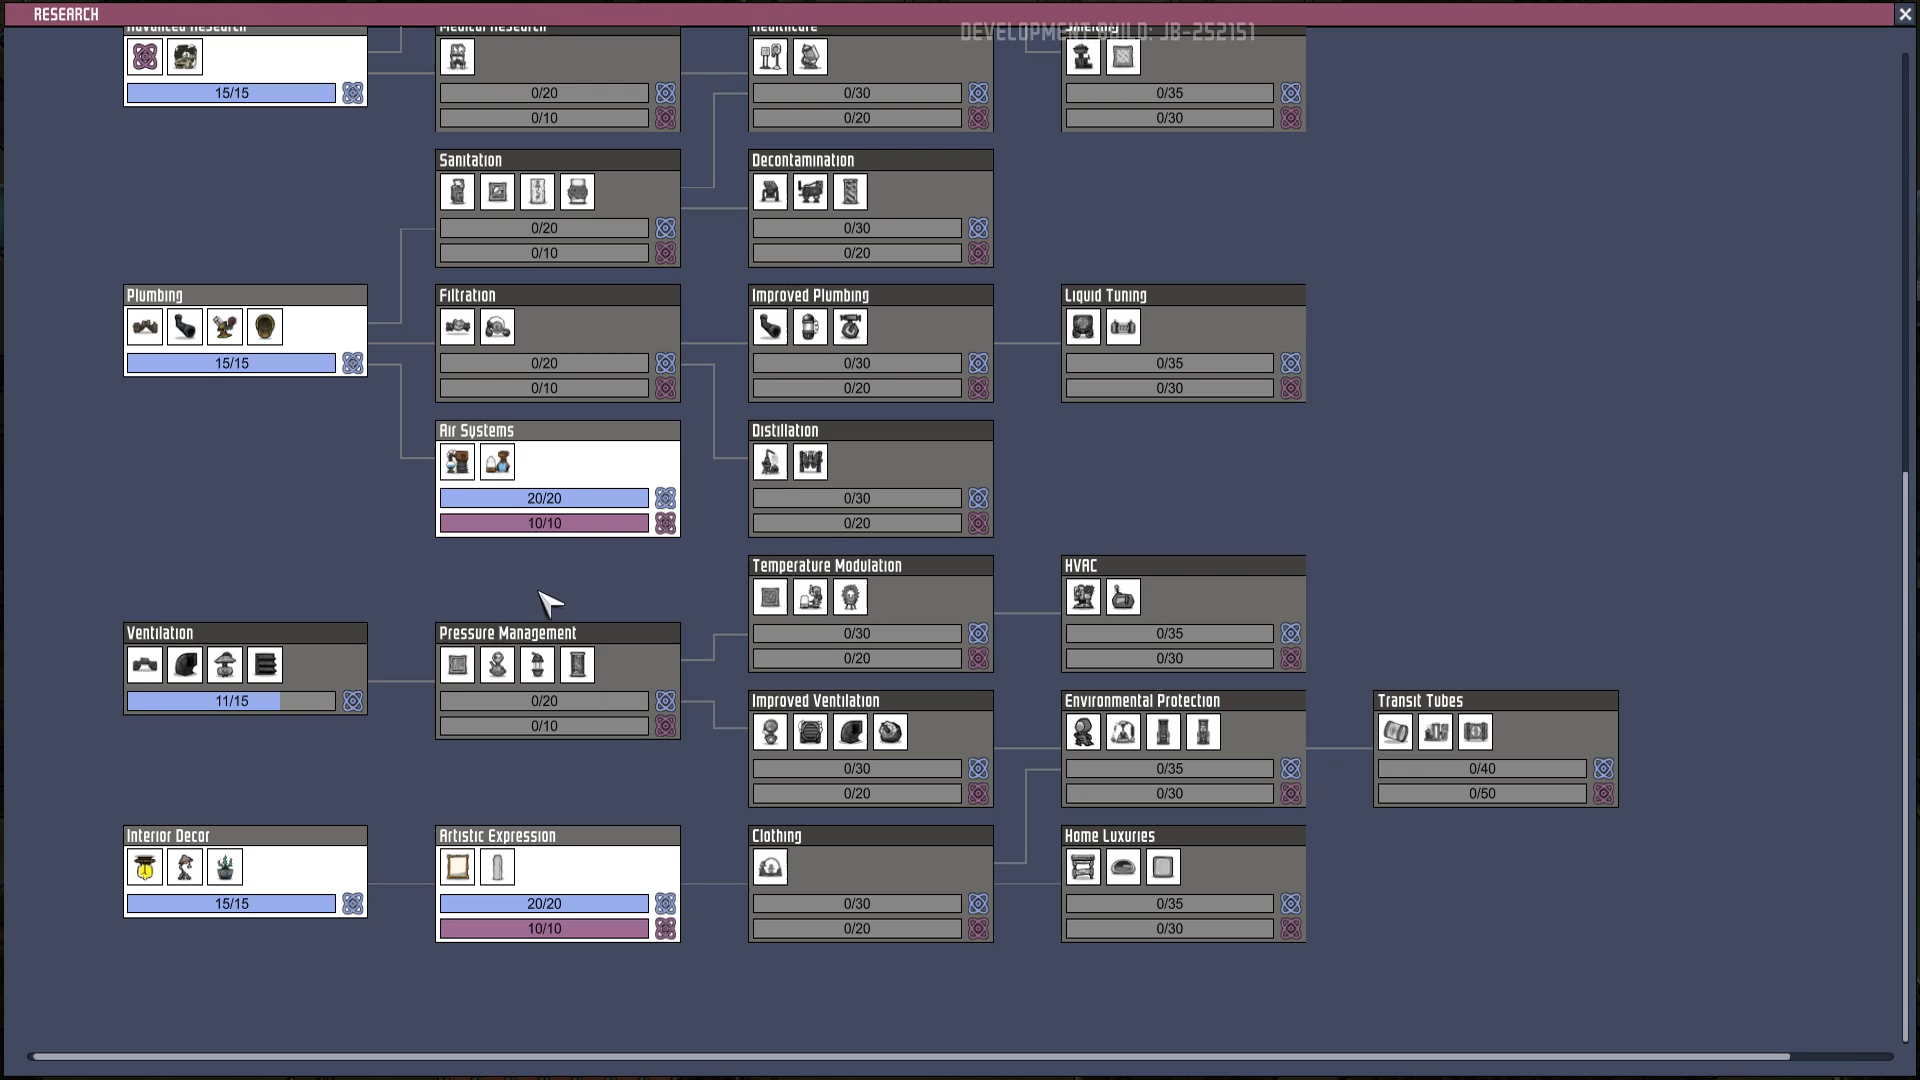 RESEARCH
DEVELOPMENT BUILD: JB-252151
Advanced Research
15/15
Medical Research
0/20
0/10
Healthcare
0/30
0/20
Smelting
0/35
0/30
Sanitation
0/20
0/10
Decontamination
0/30
0/20
Plumbing
15/15
Filtration
0/20
0/10
Improved Plumbing
0/30
0/20
Liquid Tuning
0/35
0/30
Air Systems
20/20
10/10
Distillation
0/30
0/20
Temperature Modulation
0/30
0/20
HVAC
0/35
0/30
Ventilation
11/15
Pressure Management
0/20
0/10
Improved Ventilation
0/30
0/20
Environmental Protection
0/35
0/30
Transit Tubes
0/40
0/50
Interior Decor
15/15
Artistic Expression
20/20
10/10
Clothing
0/30
0/20
Home Luxuries
0/35
0/30